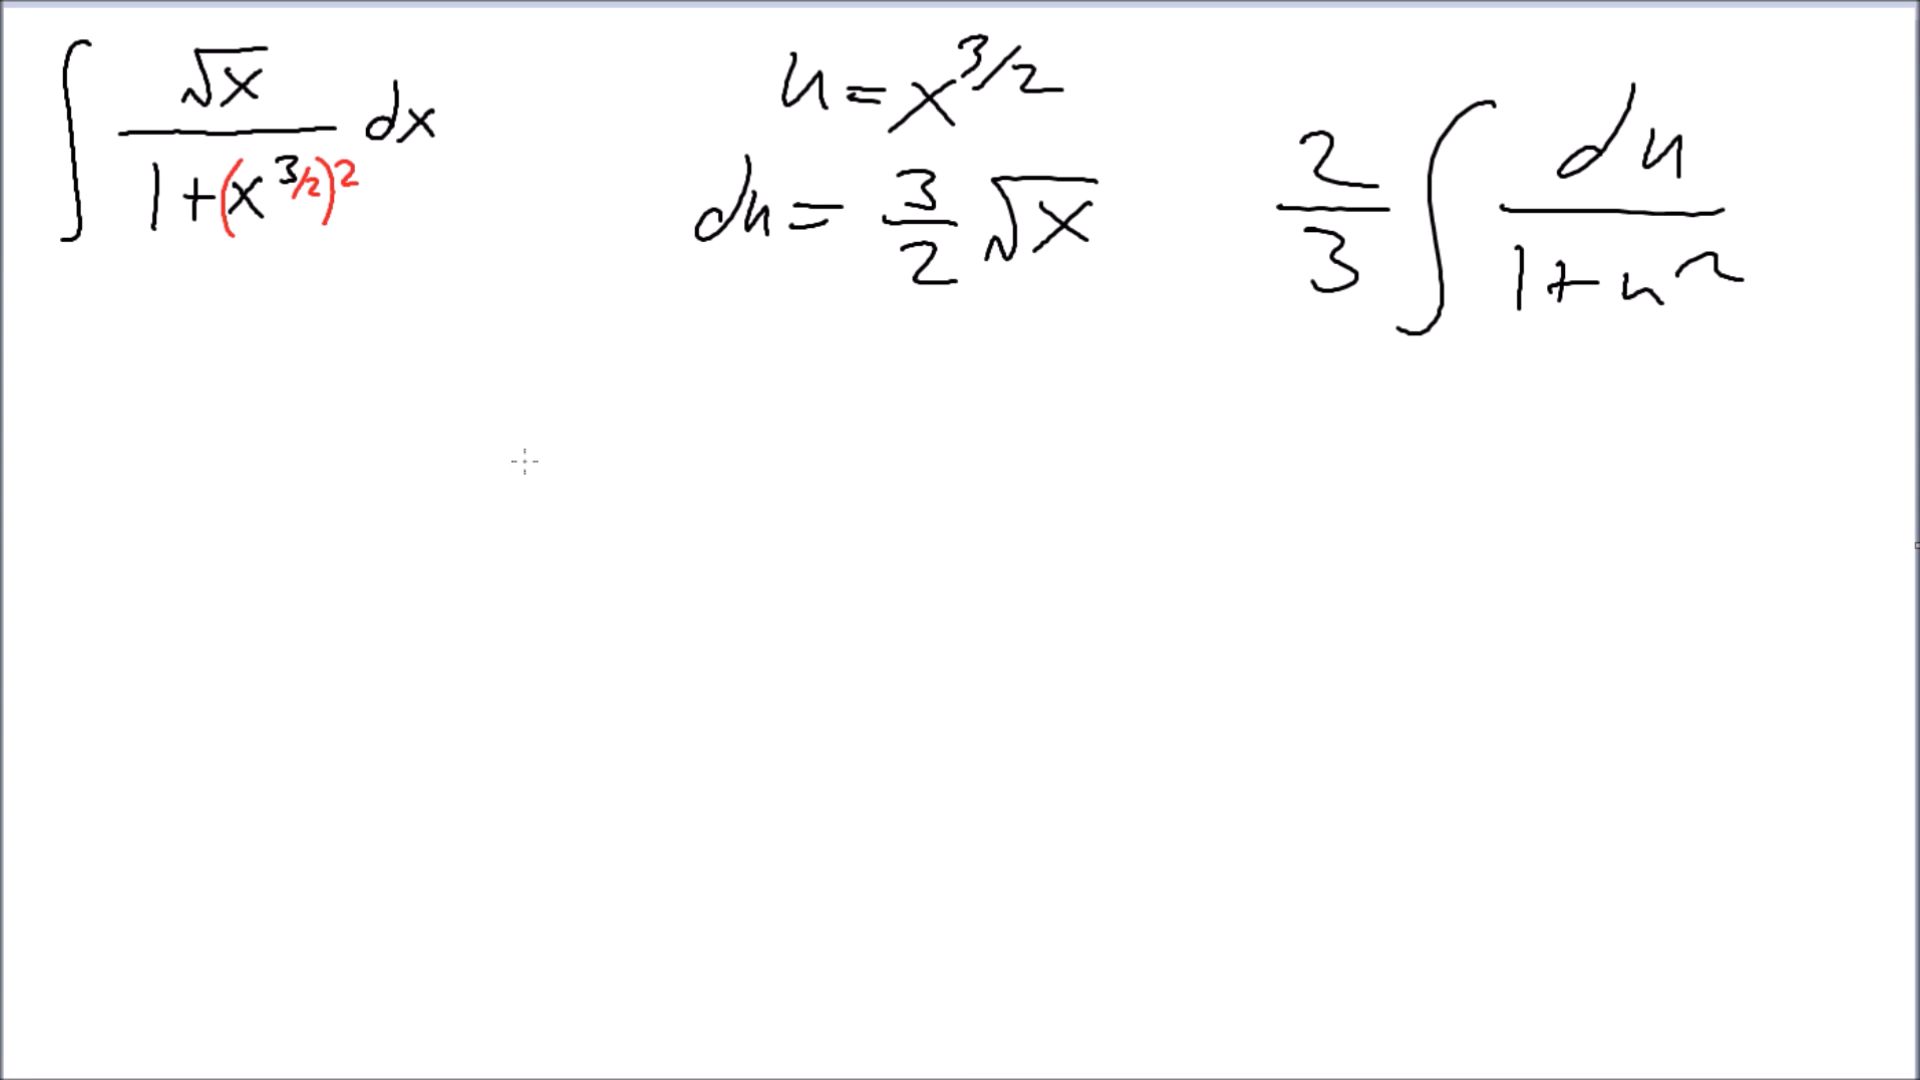 ∫ √x / (1+(x^3/2)^2) dx
u = x^3/2
du = 3/2 √x
2/3 ∫ du / (1+u^2)